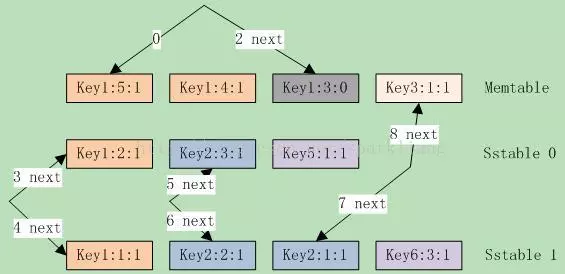 0
2 next
Key1:5:1 Key1:4:1 Key1:3:0 Key3:1:1 Memtable
8 next
Key1:2:1 Key2:3:1 Key5:1:1 Sstable 0
3 next 5 next
7 next
4 next 6 next
Key1:1:1 Key2:2:1 Key2:1:1 Key6:3:1 Sstable 1